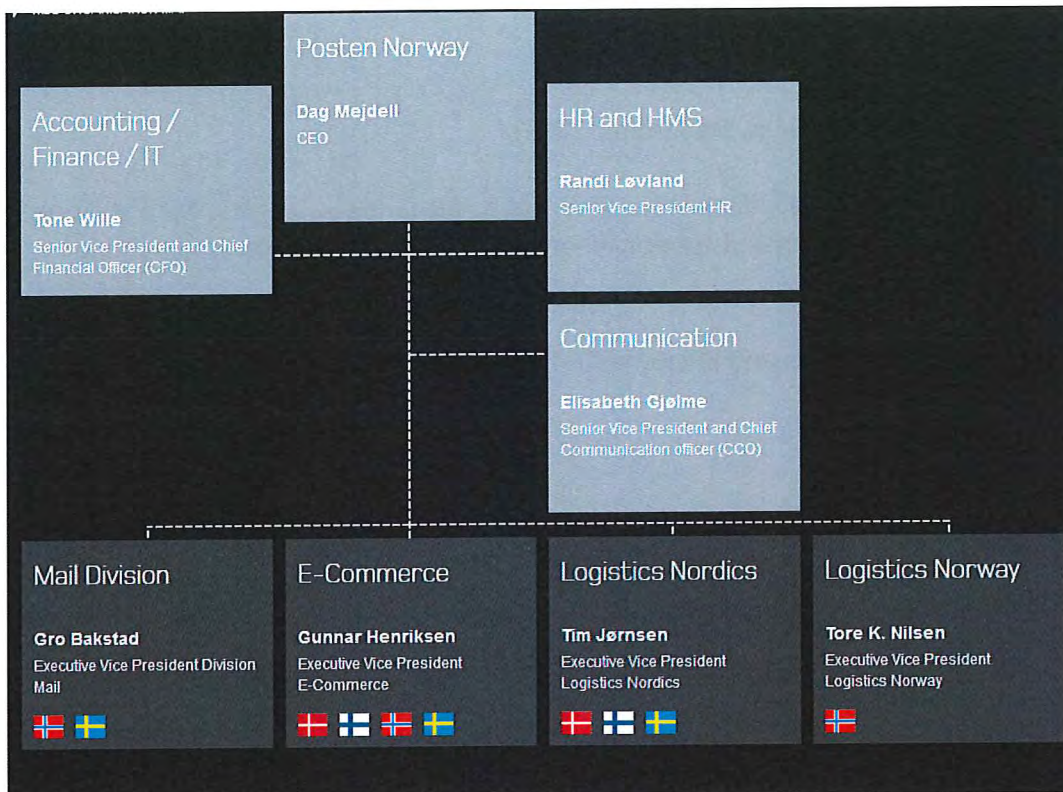 Posten Norway
Dag Mejdell
CEO
Accounting /
Finance / IT
Tone Wille
Senior Vice President and Chief
Financial Officer (CFO)
HR and HMS
Randi Løvland
Senior Vice President HR
Communication
Elisabeth Gjølme
Senior Vice President and Chief
Communication officer (CCO)
Mail Division
Gro Bakstad
Executive Vice President Division
Mail
E-Commerce
Gunnar Henriksen
Executive Vice President
E-Commerce
Logistics Nordics
Tim Jørnsen
Executive Vice President
Logistics Nordics
Logistics Norway
Tore K. Nilsen
Executive Vice President
Logistics Norway